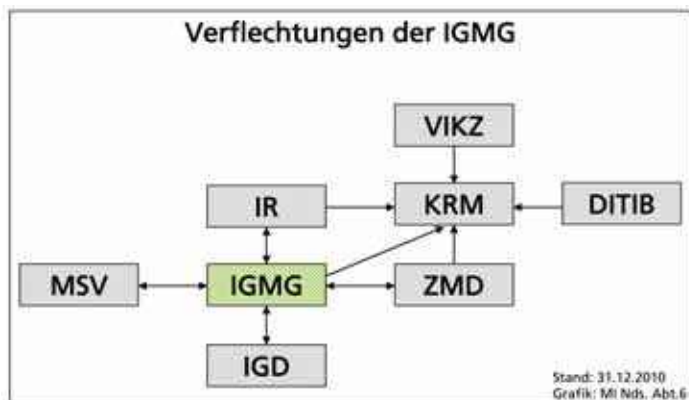 Verflechtungen der IGMG
VIKZ
IR
KRM
DITIB
MSV
IGMG
ZMD
IGD
Stand: 31.12.2010
Grafik: MI Nds. Abt.6